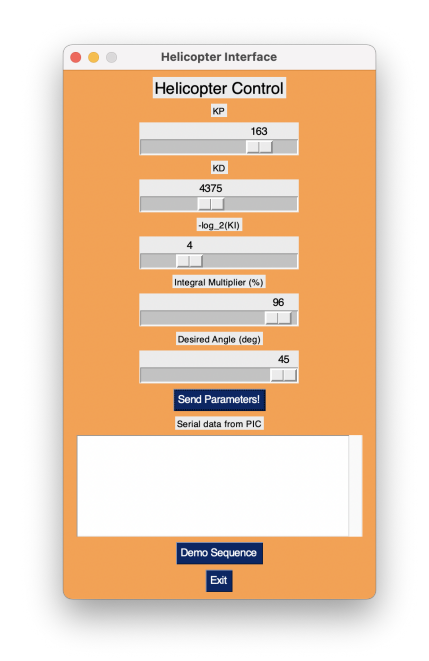 Helicopter Interface
Helicopter Control
KP
163
KD
4375
-log_2(KI)
4
Integral Multiplier (%)
96
Desired Angle (deg)
45
Send Parameters!
Serial data from PIC
Demo Sequence
Exit